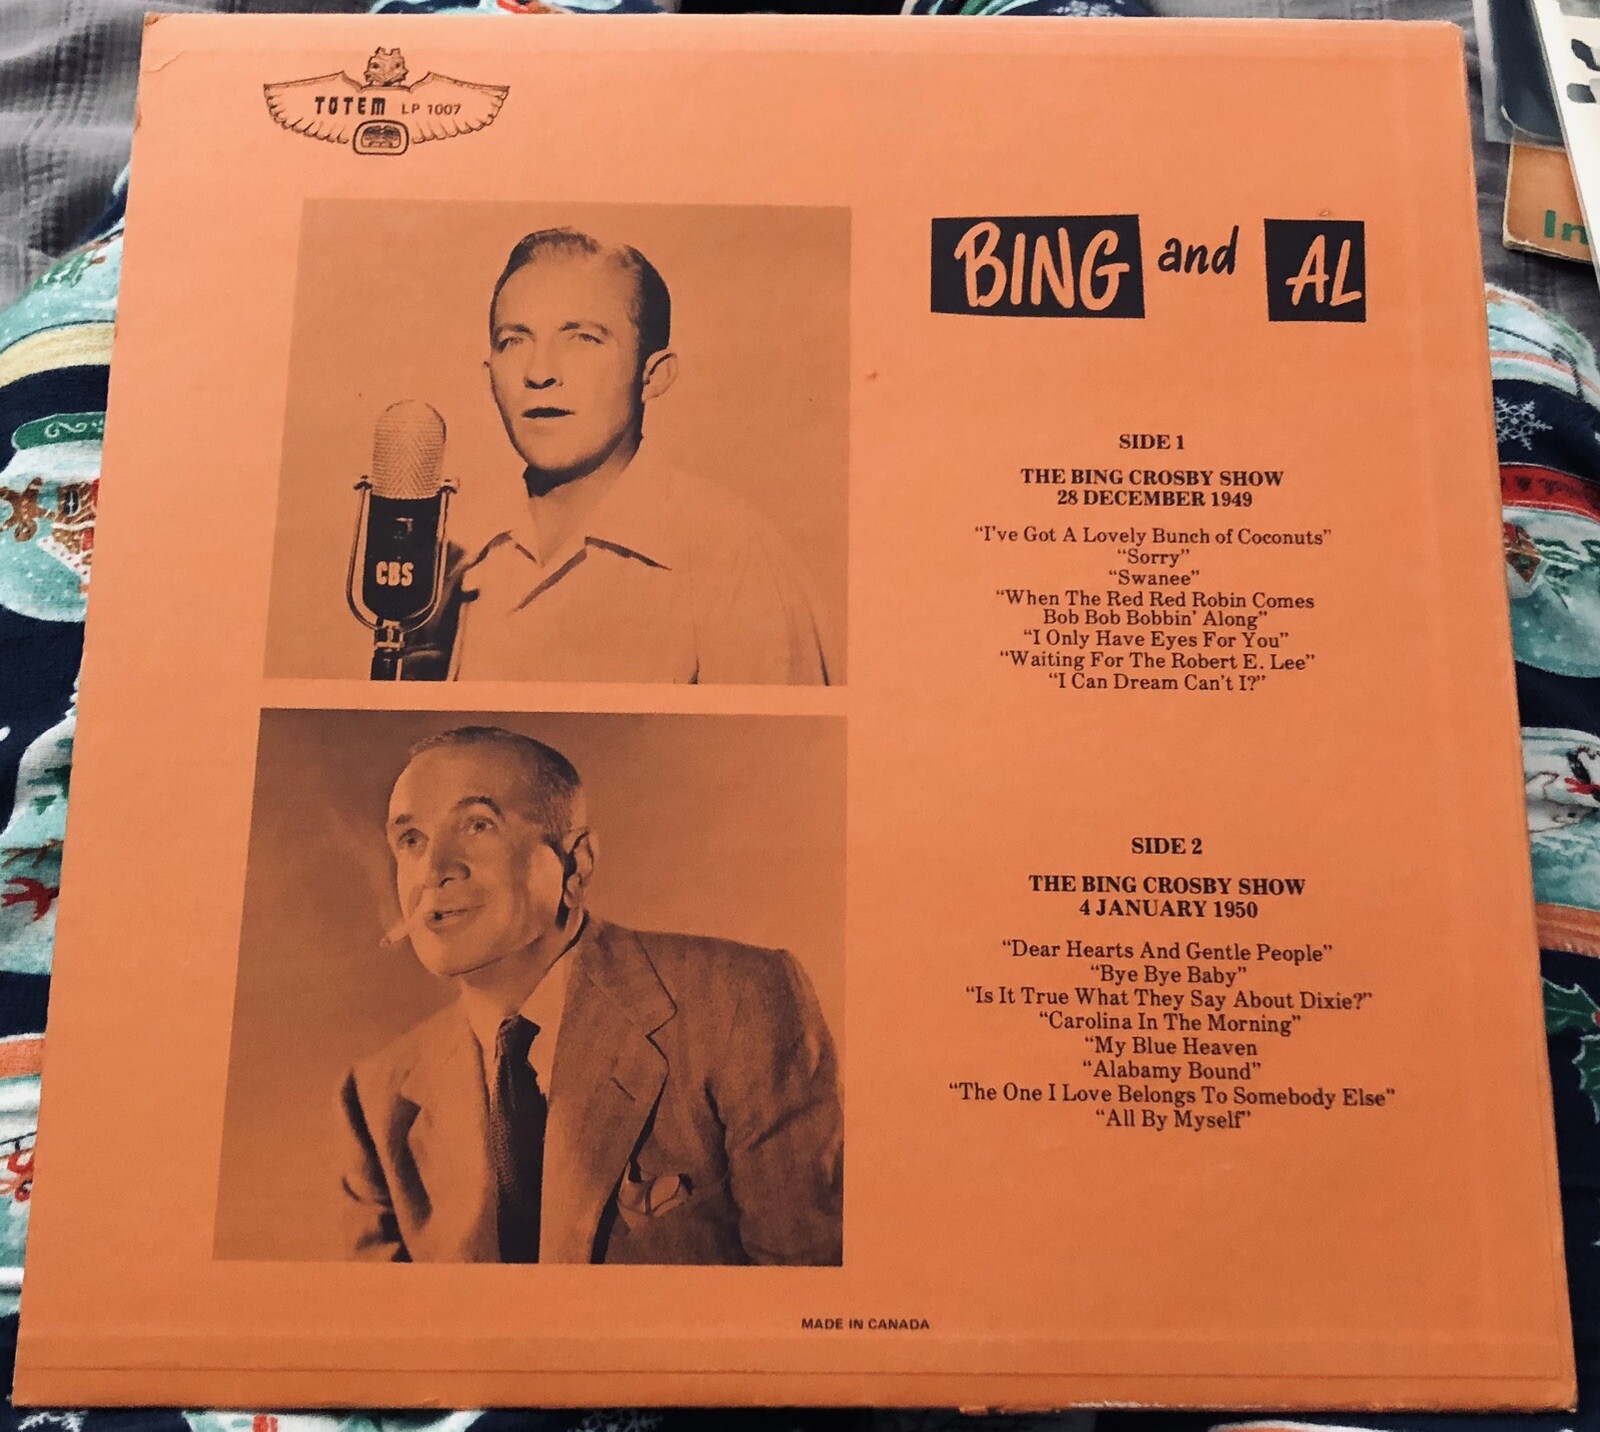 TOTEM LP 1007
BING and AL
CBS
SIDE 1
THE BING CROSBY SHOW
28 DECEMBER 1949
“I’ve Got A Lovely Bunch of Coconuts”
“Sorry”
“Swanee”
“When The Red Red Robin Comes
Bob Bob Bobbin’ Along”
“I Only Have Eyes For You”
“Waiting For The Robert E. Lee”
“I Can Dream Can’t I?”
SIDE 2
THE BING CROSBY SHOW
4 JANUARY 1950
“Dear Hearts And Gentle People”
“Bye Bye Baby”
“Is It True What They Say About Dixie?”
“Carolina In The Morning”
“My Blue Heaven
“Alabamy Bound”
“The One I Love Belongs To Somebody Else”
“All By Myself”
MADE IN CANADA